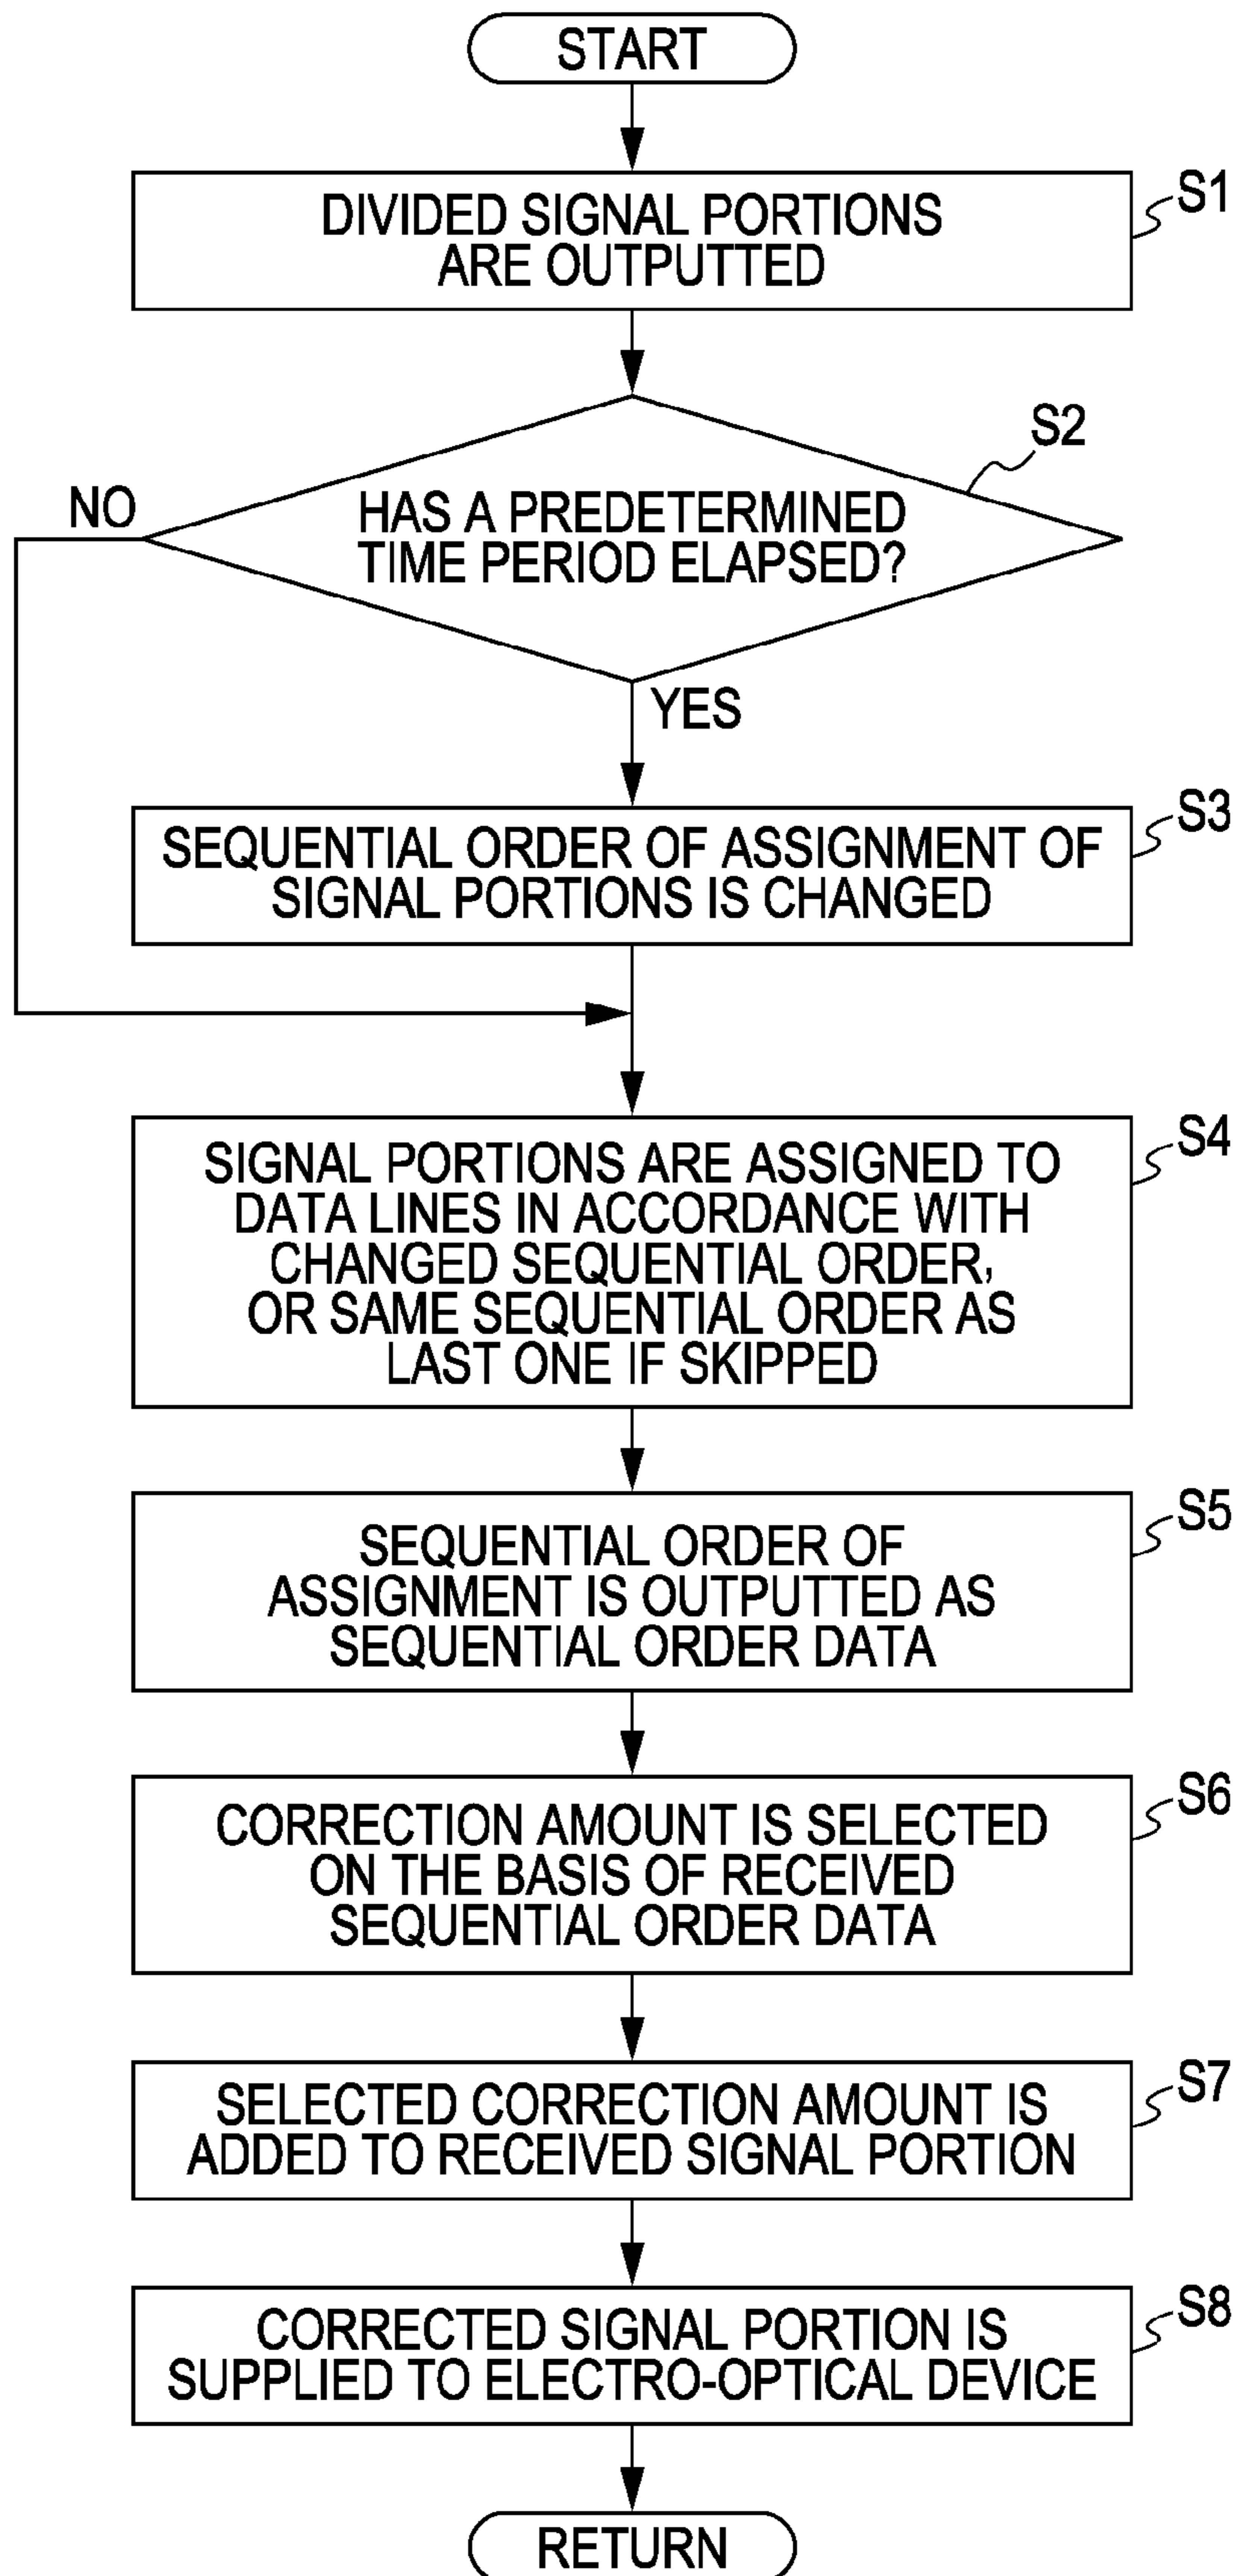 START
DIVIDED SIGNAL PORTIONS
ARE OUTPUTTED
S1
HAS A PREDETERMINED
TIME PERIOD ELAPSED?
S2
NO
YES
SEQUENTIAL ORDER OF ASSIGNMENT OF
SIGNAL PORTIONS IS CHANGED
S3
SIGNAL PORTIONS ARE ASSIGNED TO
DATA LINES IN ACCORDANCE WITH
CHANGED SEQUENTIAL ORDER,
OR SAME SEQUENTIAL ORDER AS
LAST ONE IF SKIPPED
S4
SEQUENTIAL ORDER OF
ASSIGNMENT IS OUTPUTTED AS
SEQUENTIAL ORDER DATA
S5
CORRECTION AMOUNT IS SELECTED
ON THE BASIS OF RECEIVED
SEQUENTIAL ORDER DATA
S6
SELECTED CORRECTION AMOUNT IS
ADDED TO RECEIVED SIGNAL PORTION
S7
CORRECTED SIGNAL PORTION IS
SUPPLIED TO ELECTRO-OPTICAL DEVICE
S8
RETURN